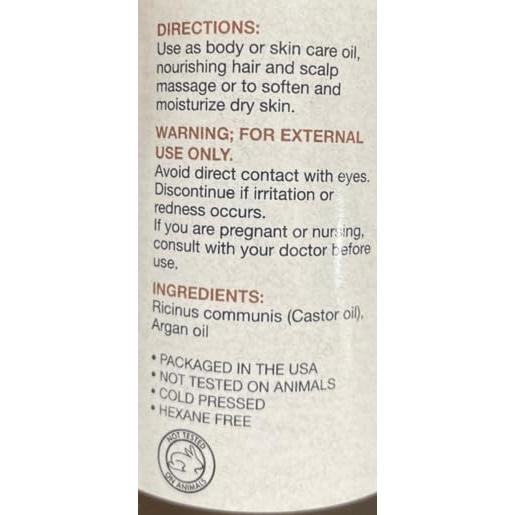 DIRECTIONS:
Use as body or skin care oil,
nourishing hair and scalp
massage or to soften and
moisturize dry skin.
WARNING; FOR EXTERNAL
USE ONLY.
Avoid direct contact with eyes.
Discontinue if irritation or
redness occurs.
If you are pregnant or nursing,
consult with your doctor before
use.
INGREDIENTS:
Ricinus communis (Castor oil),
Argan oil
• PACKAGED IN THE USA
• NOT TESTED ON ANIMALS
• COLD PRESSED
• HEXANE FREE
NOT TESTED
ON ANIMALS